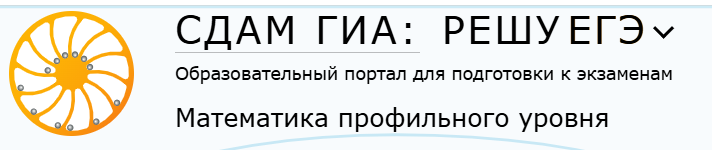 СДАМ ГИА: РЕШУ ЕГЭ
Образовательный портал для подготовки к экзаменам
Математика профильного уровня